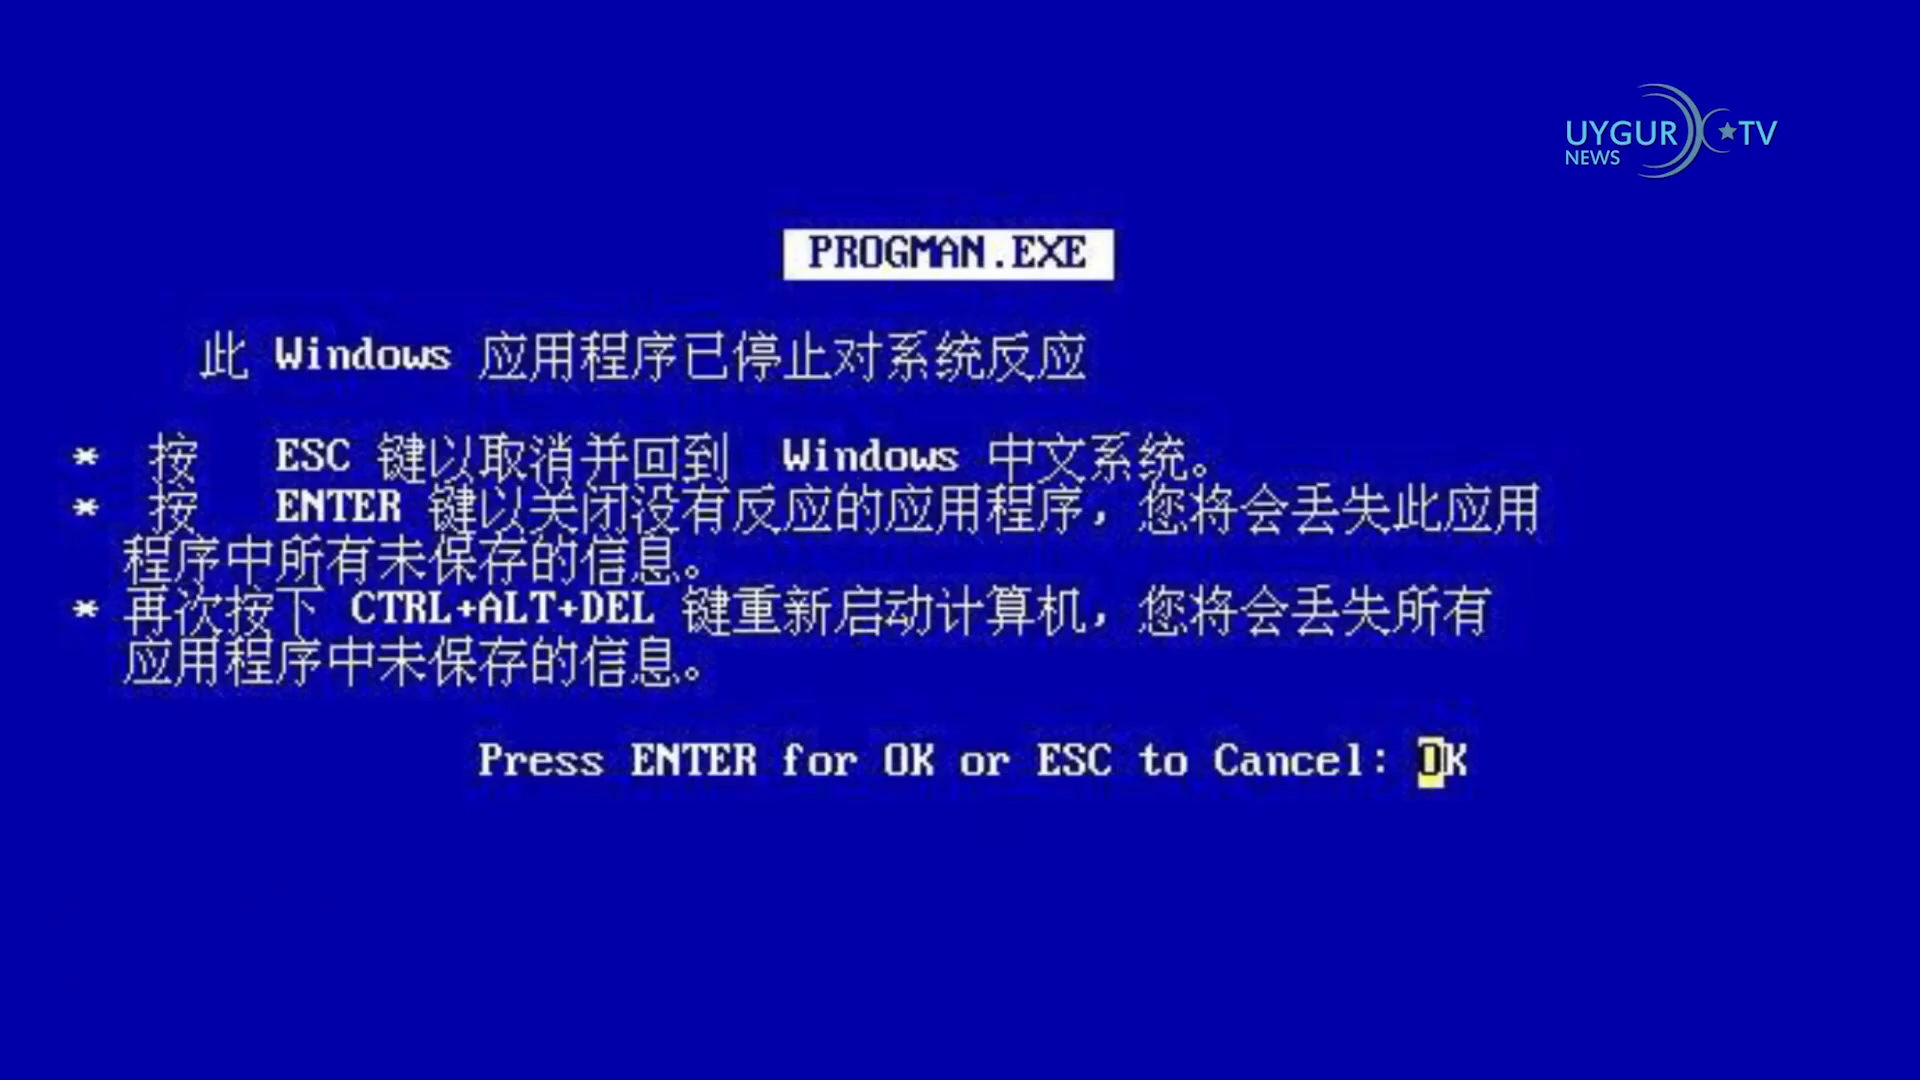 UYGUR TV
NEWS
PROGMAN.EXE
此 Windows 应用程序已停止对系统反应
* 按 ESC 键以取消并回到 Windows 中文系统。
* 按 ENTER 键以关闭没有反应的应用程序，您将会丢失此应用
程序中所有未保存的信息。
* 再次按下 CTRL+ALT+DEL 键重新启动计算机，您将会丢失所有
应用程序中未保存的信息。
Press ENTER for OK or ESC to Cancel: OK